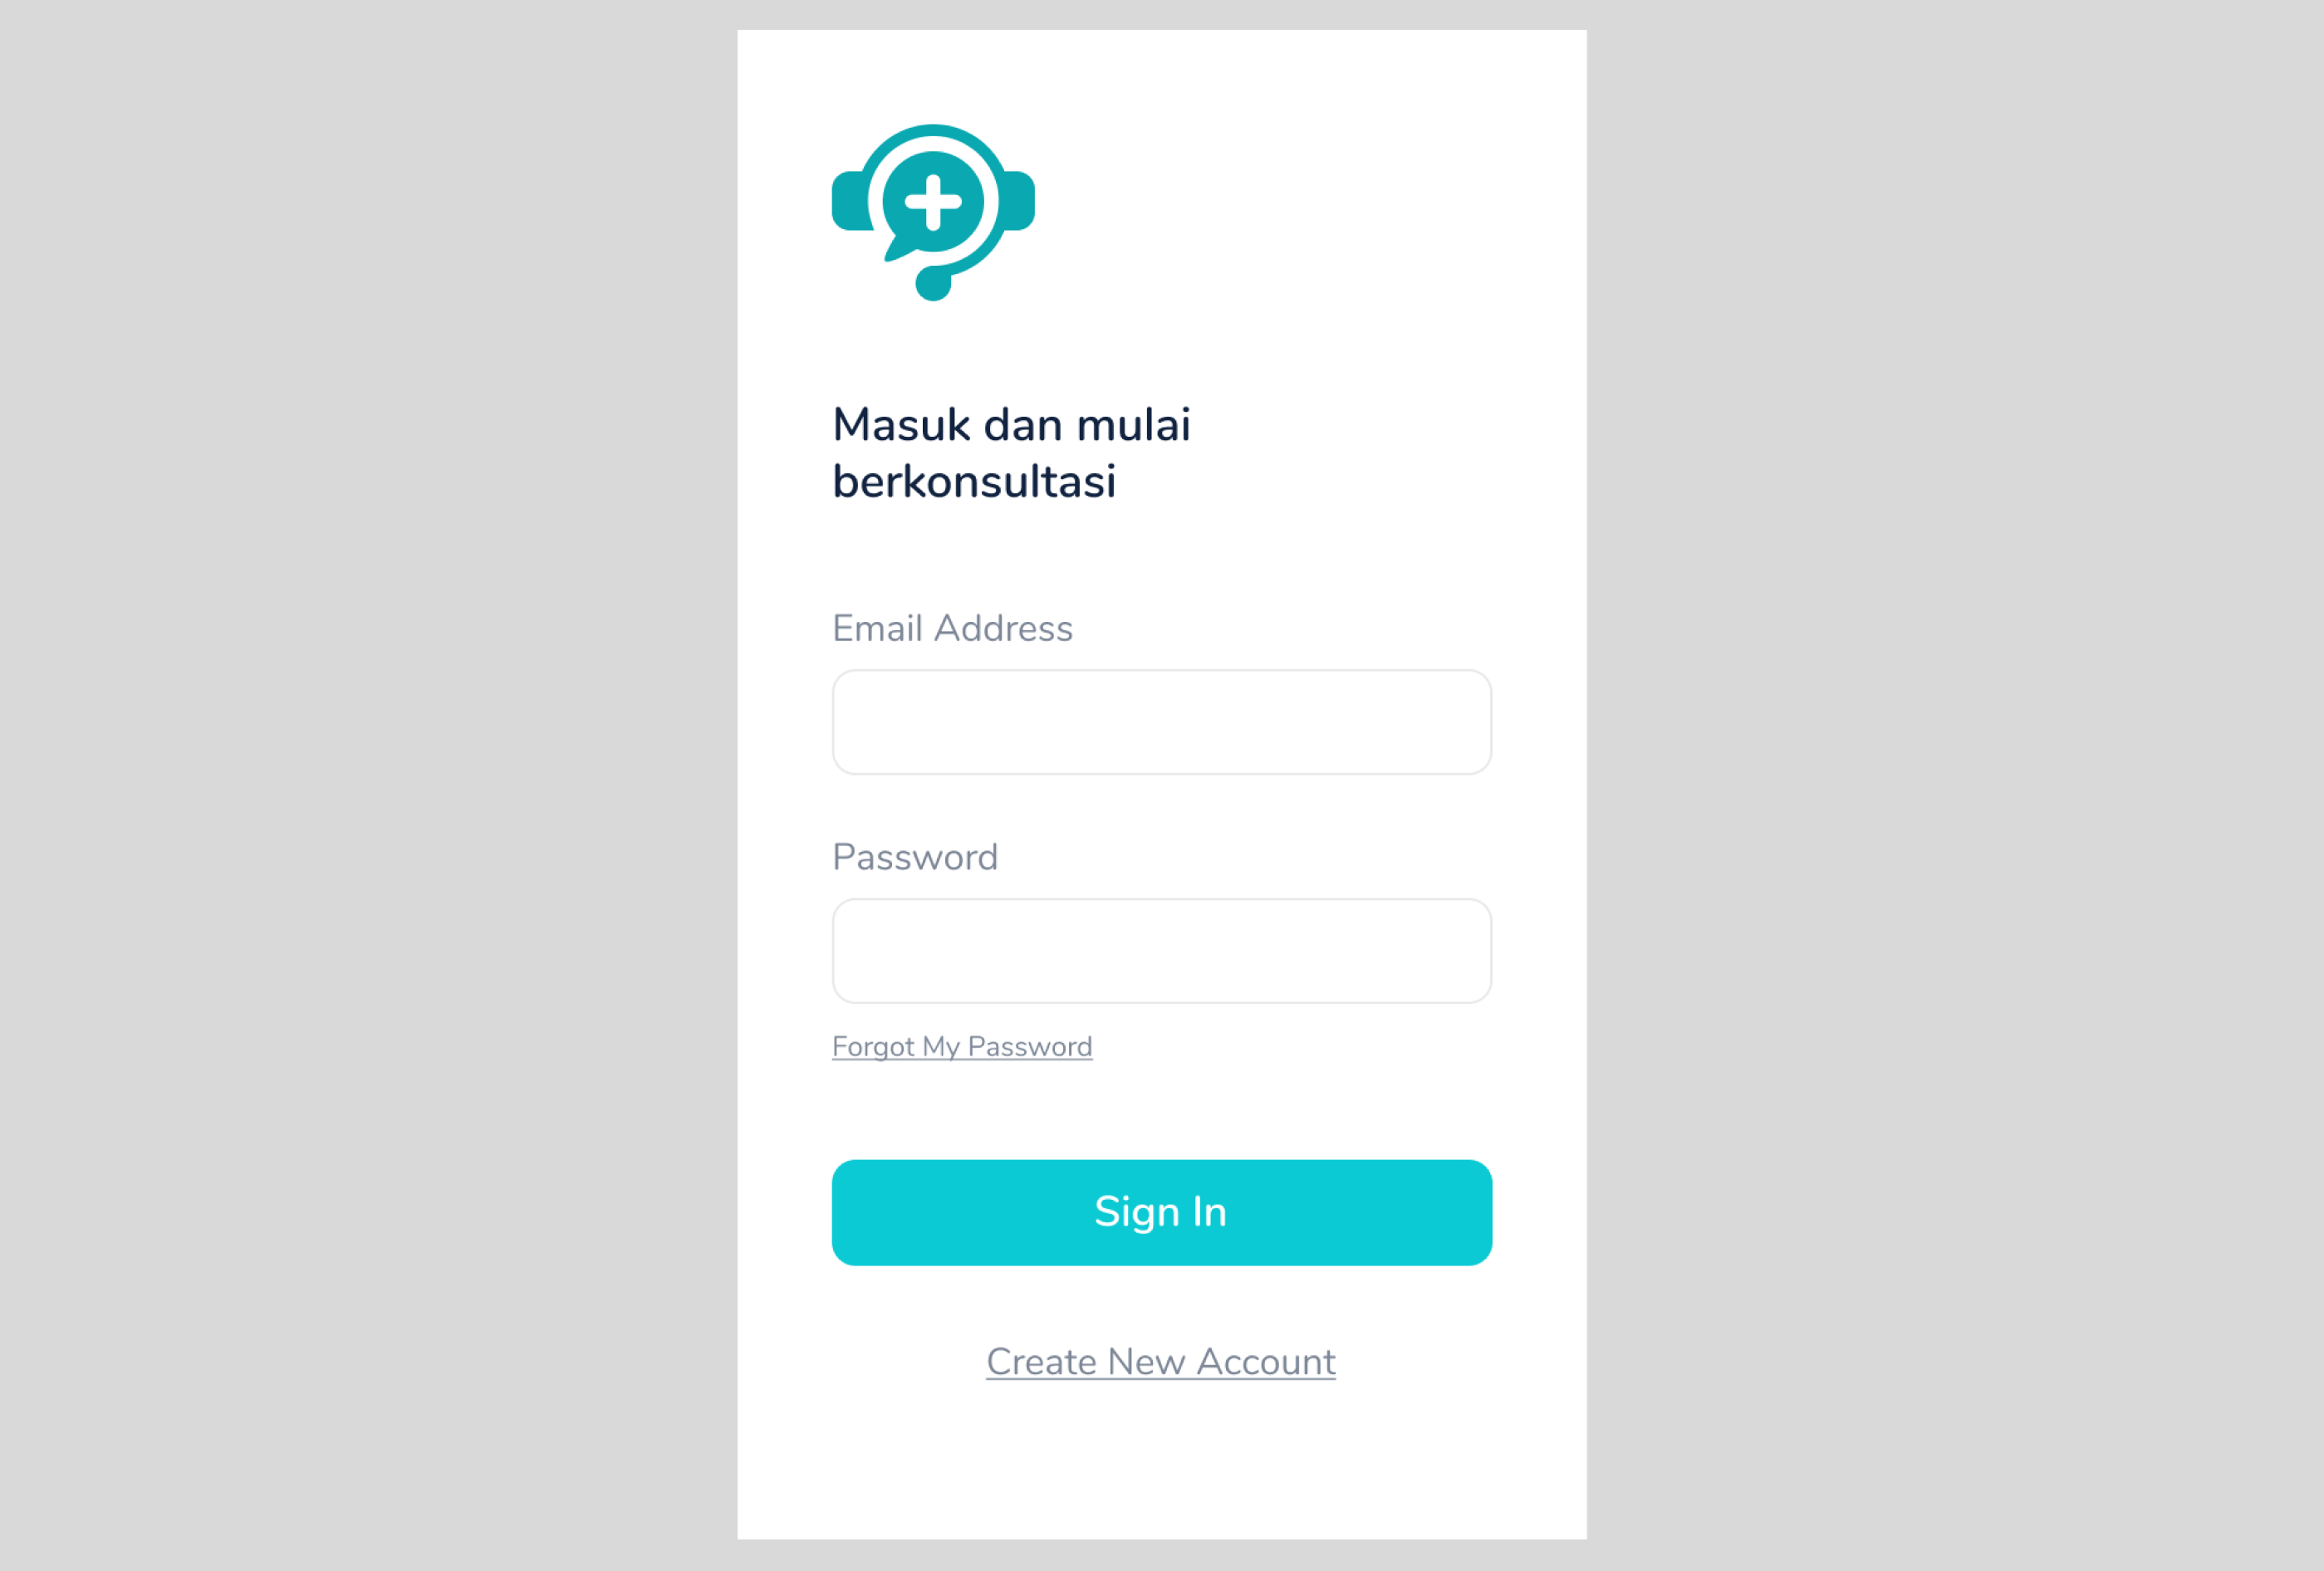 Masuk dan mulai
berkonsultasi
Email Address
Password
Forgot My Password
Sign In
Create New Account